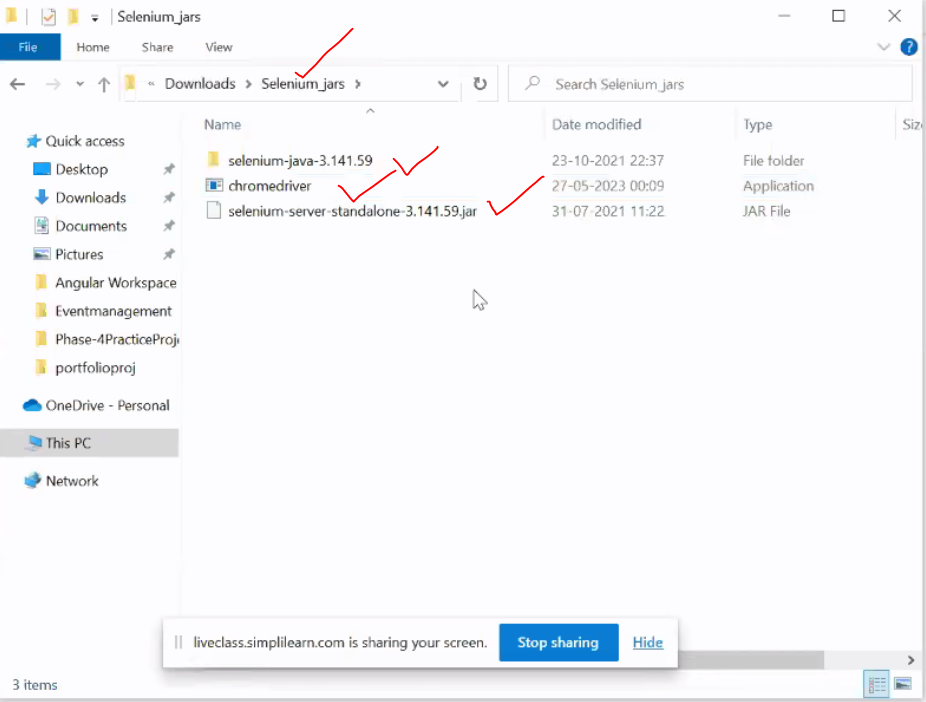 Selenium_jars
File Home Share View
« Downloads > Selenium_jars > Search Selenium_jars
Name Date modified Type Siz
Quick access
Desktop
Downloads
Documents
Pictures
Angular Workspace
Eventmanagement
Phase-4PracticeProj
portfolioproj
OneDrive - Personal
This PC
Network
selenium-java-3.141.59 23-10-2021 22:37 File folder
chromedriver 27-05-2023 00:09 Application
selenium-server-standalone-3.141.59.jar 31-07-2021 11:22 JAR File
liveclass.simplilearn.com is sharing your screen. Stop sharing Hide
3 items